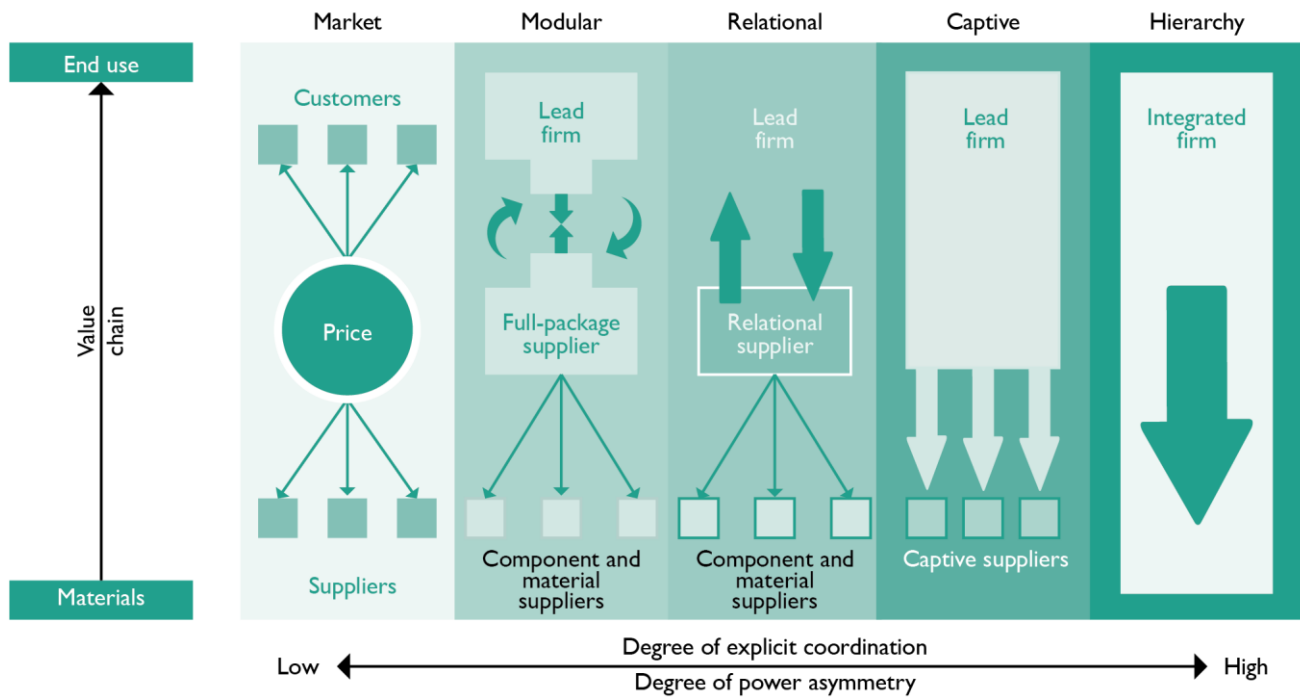 Market
Modular
Relational
Captive
Hierarchy
End use
Value
chain
Materials
Customers
Price
Suppliers
Lead
firm
Full-package
supplier
Component and
material
suppliers
Lead
firm
Relational
supplier
Component and
material
suppliers
Lead
firm
Captive suppliers
Integrated
firm
Low
Degree of explicit coordination
Degree of power asymmetry
High